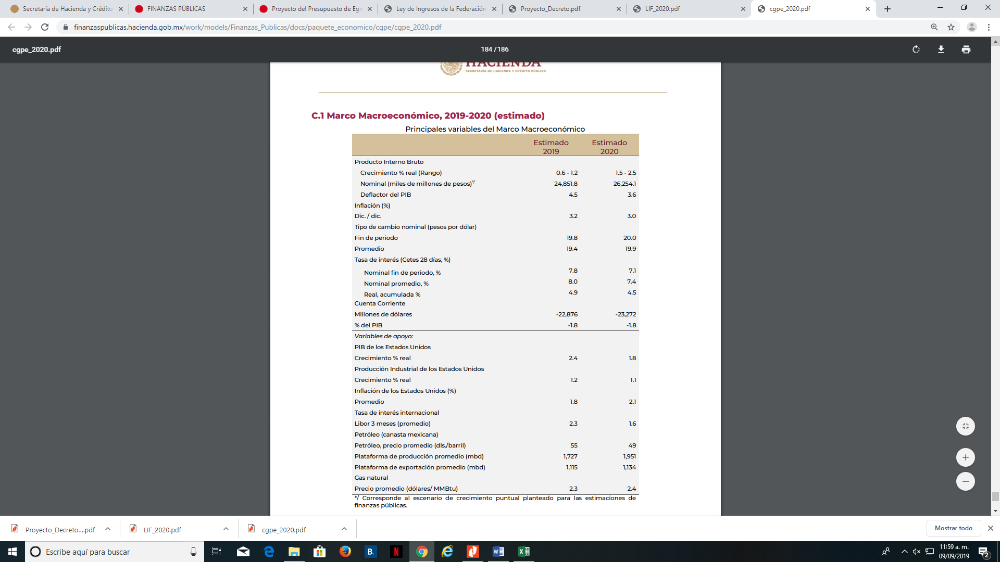 Secretaría de Hacienda y Crédito
FINANZAS PÚBLICAS
Proyecto del Presupuesto de Egr
Ley de Ingresos de la Federación
Proyecto_Decreto.pdf
LIF_2020.pdf
cgpe_2020.pdf
finanzaspublicas.hacienda.gob.mx/work/models/Finanzas_Publicas/docs/paquete_economico/cgpe/cgpe_2020.pdf
cgpe_2020.pdf
184 / 186
HACIENDA
SECRETARÍA DE HACIENDA Y CRÉDITO PÚBLICO
C.1 Marco Macroeconómico, 2019-2020 (estimado)
Principales variables del Marco Macroeconómico
Estimado 2019 Estimado 2020
Producto Interno Bruto
Crecimiento % real (Rango) 0.6 - 1.2 1.5 - 2.5
Nominal (miles de millones de pesos)*/ 24,851.8 26,254.1
Deflactor del PIB 4.5 3.6
Inflación (%)
Dic. / dic. 3.2 3.0
Tipo de cambio nominal (pesos por dólar)
Fin de periodo 19.8 20.0
Promedio 19.4 19.9
Tasa de interés (Cetes 28 días, %)
Nominal fin de periodo, % 7.8 7.1
Nominal promedio, % 8.0 7.4
Real, acumulada % 4.9 4.5
Cuenta Corriente
Millones de dólares -22,876 -23,272
% del PIB -1.8 -1.8
Variables de apoyo:
PIB de los Estados Unidos
Crecimiento % real 2.4 1.8
Producción Industrial de los Estados Unidos
Crecimiento % real 1.2 1.1
Inflación de los Estados Unidos (%)
Promedio 1.8 2.1
Tasa de interés internacional
Libor 3 meses (promedio) 2.3 1.6
Petróleo (canasta mexicana)
Petróleo, precio promedio (dls./barril) 55 49
Plataforma de producción promedio (mbd) 1,727 1,951
Plataforma de exportación promedio (mbd) 1,115 1,134
Gas natural
Precio promedio (dólares/ MMBtu) 2.3 2.4
*/ Corresponde al escenario de crecimiento puntual planteado para las estimaciones de
finanzas públicas.
Proyecto_Decreto....pdf
LIF_2020.pdf
cgpe_2020.pdf
Mostrar todo
Escribe aquí para buscar
B.
N
11:59 a. m.
09/09/2019
2